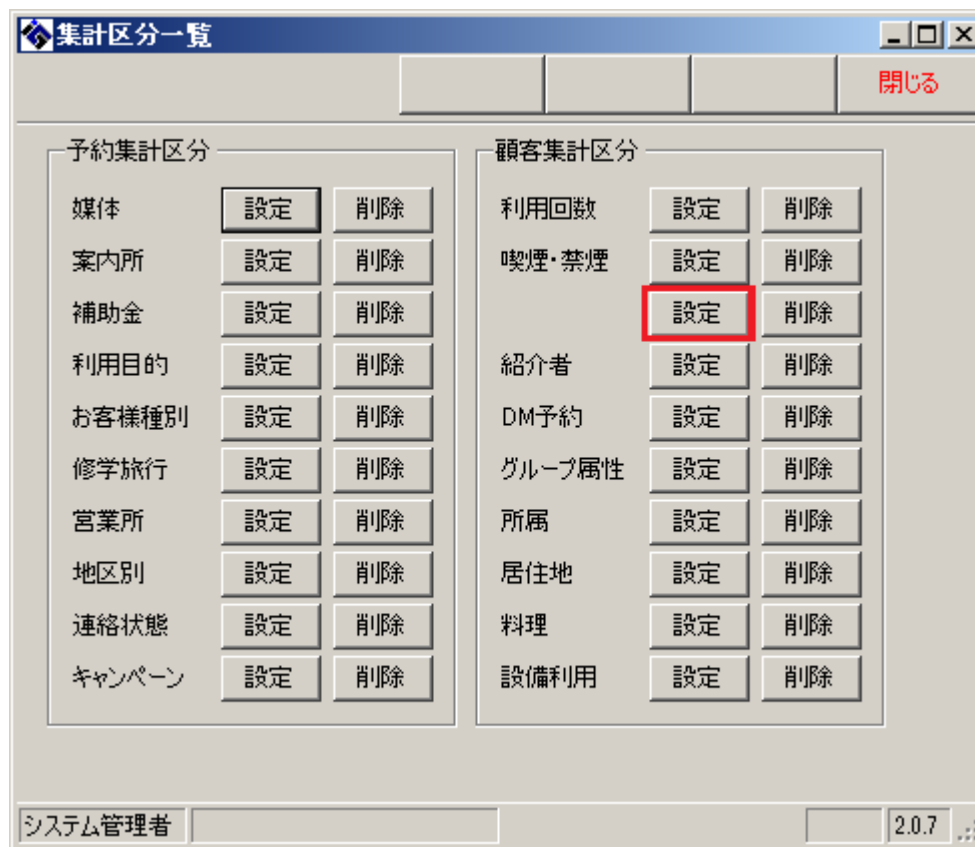 集計区分一覧
閉じる
予約集計区分
媒体 設定 削除
案内所 設定 削除
補助金 設定 削除
利用目的 設定 削除
お客様種別 設定 削除
修学旅行 設定 削除
営業所 設定 削除
地区別 設定 削除
連絡状態 設定 削除
キャンペーン 設定 削除
顧客集計区分
利用回数 設定 削除
喫煙・禁煙 設定 削除
設定 削除
紹介者 設定 削除
DM予約 設定 削除
グループ属性 設定 削除
所属 設定 削除
居住地 設定 削除
料理 設定 削除
設備利用 設定 削除
システム管理者 2.0.7